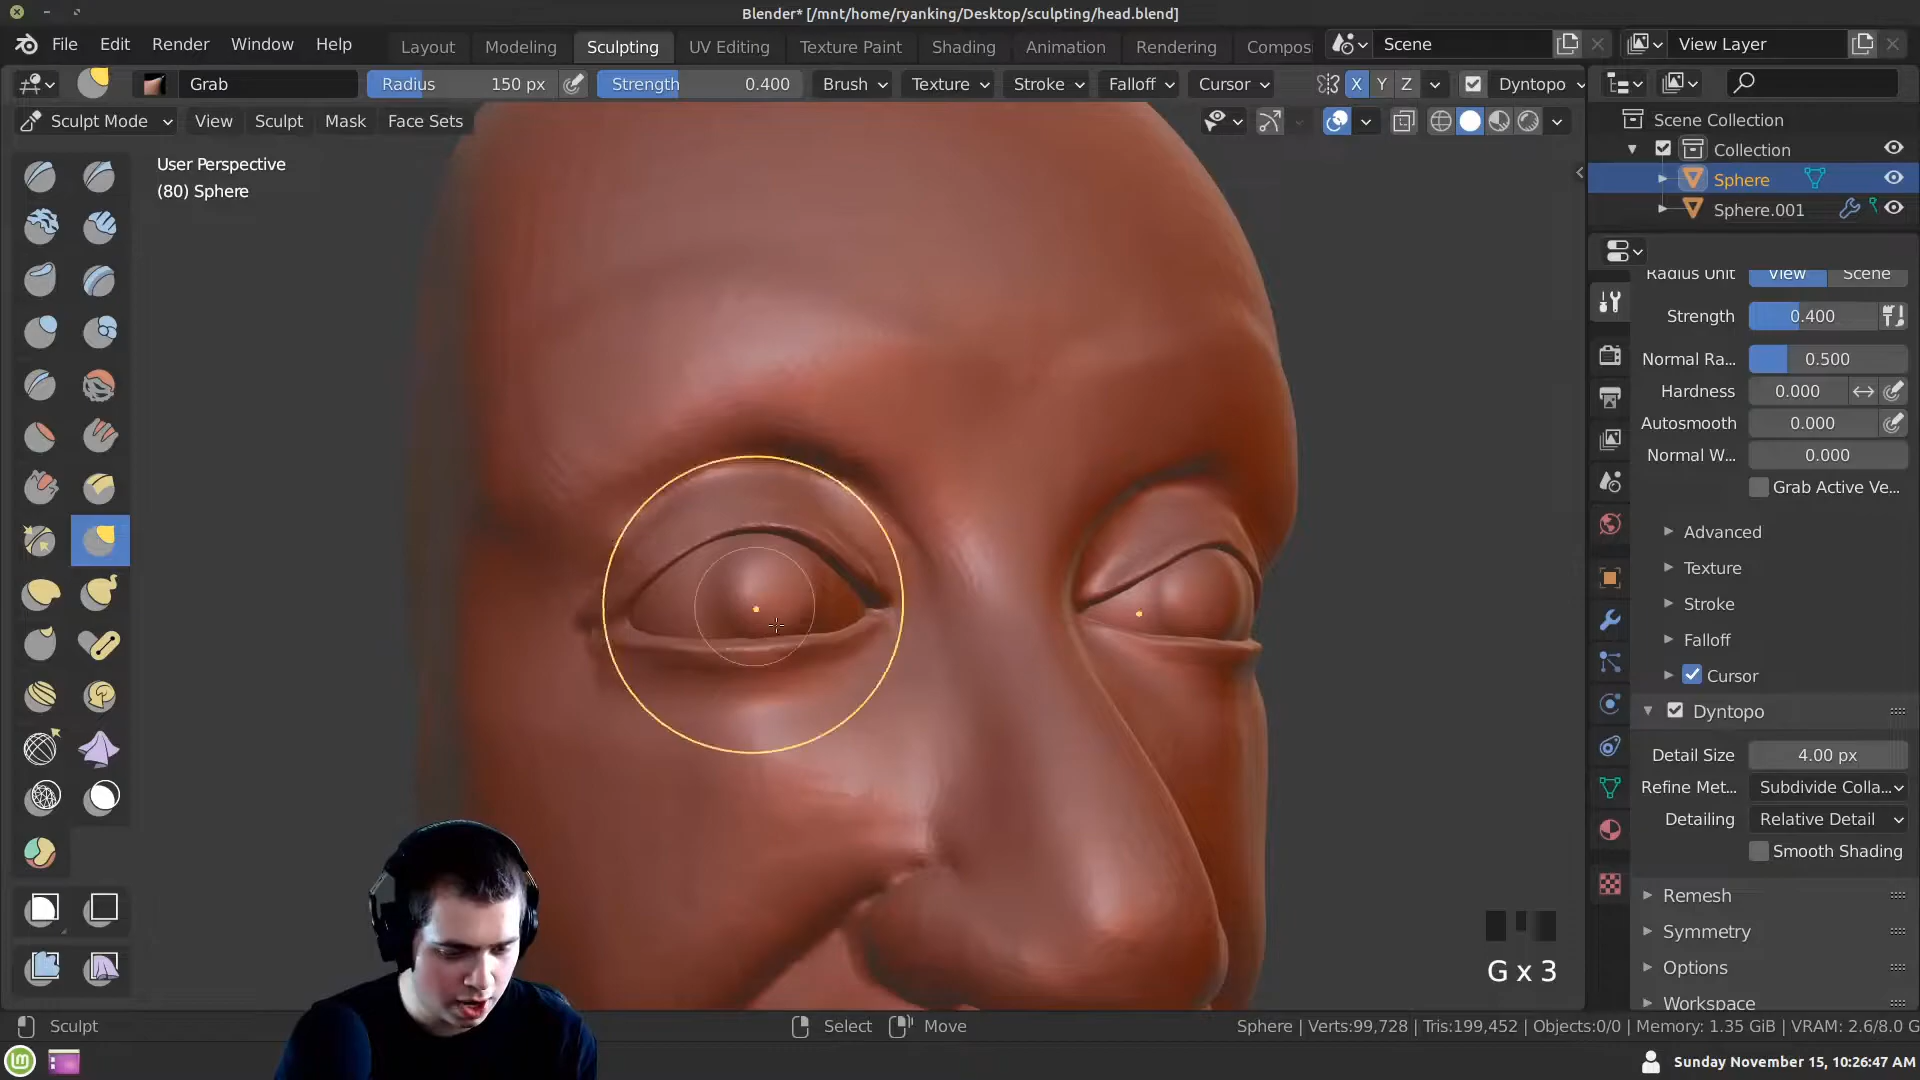 Blender* [/mnt/home/ryanking/Desktop/sculpting/head.blend]
File Edit Render Window Help Layout Modeling Sculpting UV Editing Texture Paint Shading Animation Rendering Compos Scene View Layer
Grab Radius 150 px Strength 0.400 Brush Texture Stroke Falloff Cursor X Y Z Dyntopo
Sculpt Mode View Sculpt Mask Face Sets
Scene Collection
Collection
Sphere
Sphere.001
User Perspective
(80) Sphere
Radius Unit View Scene
Strength 0.400
Normal Ra... 0.500
Hardness 0.000
Autosmooth 0.000
Normal W... 0.000
Grab Active Ve...
Advanced
Texture
Stroke
Falloff
Cursor
Dyntopo
Detail Size 4.00 px
Refine Met... Subdivide Colla...
Detailing Relative Detail
Smooth Shading
Remesh
Symmetry
Options
Workspace
G x 3
Sculpt Select Move Sphere | Verts:99,728 | Tris:199,452 | Objects:0/0 | Memory: 1.35 GiB | VRAM: 2.6/8.0 G
Sunday November 15, 10:26:47 AM